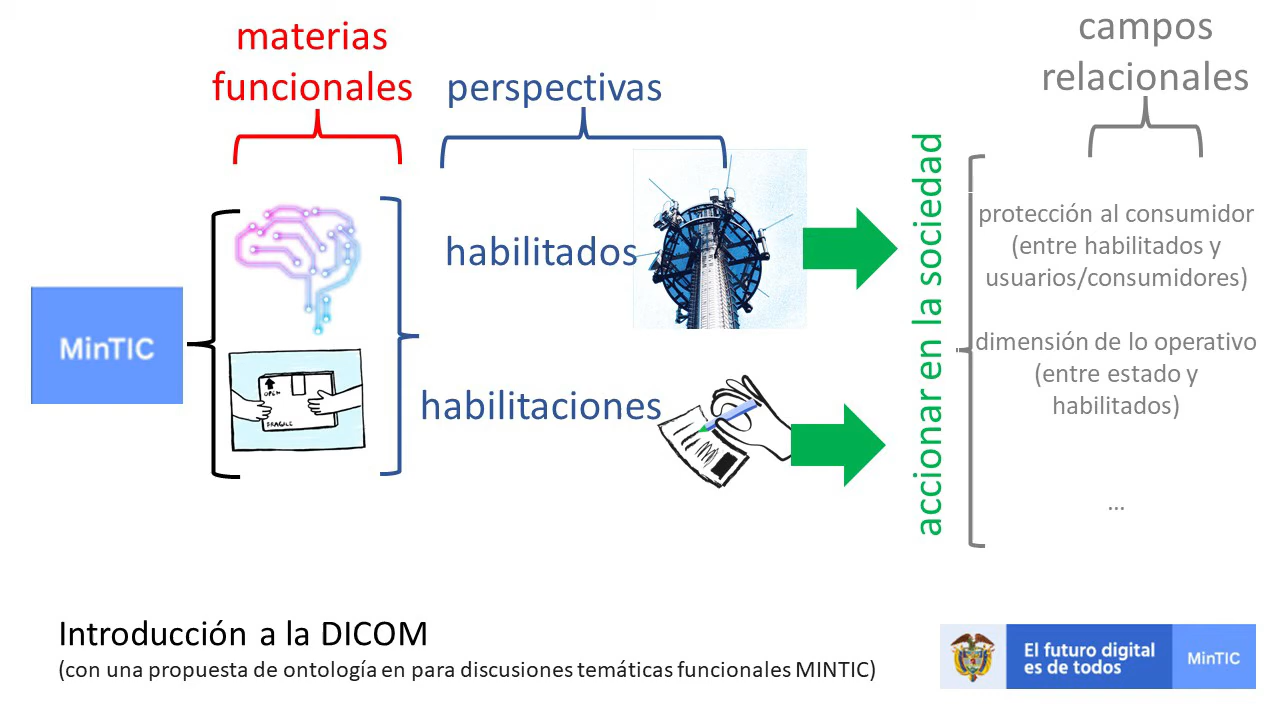 materias
funcionales
perspectivas
campos
relacionales
MinTIC
OPEN
FRAGILE
habilitados
habilitaciones
accionar en la sociedad
protección al consumidor
(entre habilitados y
usuarios/consumidores)
dimensión de lo operativo
(entre estado y
habilitados)
...
Introducción a la DICOM
(con una propuesta de ontología en para discusiones temáticas funcionales MINTIC)
El futuro digital
es de todos
MinTIC